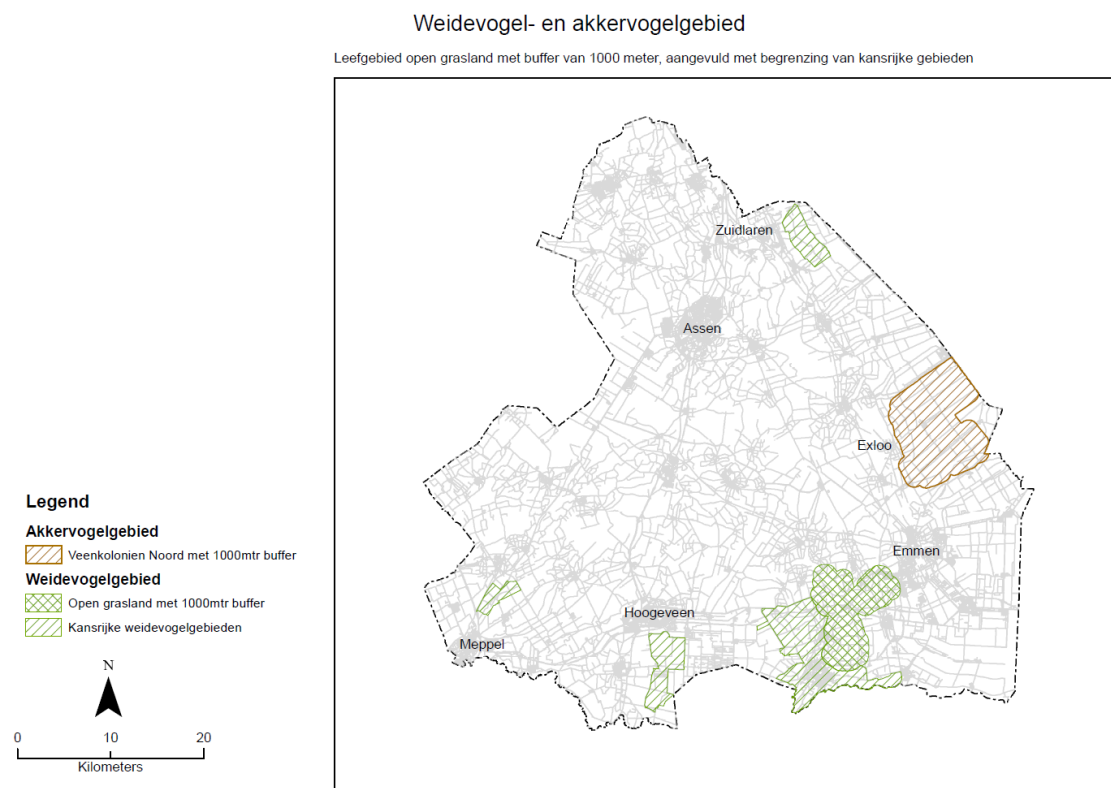 Weidevogel- en akkervogelgebied
Leefgebied open grasland met buffer van 1000 meter, aangevuld met begrenzing van kansrijke gebieden
Zuidlaren
Assen
Exloo
Emmen
Hoogeveen
Meppel
Legend
Akkervogelgebied
Veenkolonien Noord met 1000mtr buffer
Weidevogelgebied
Open grasland met 1000mtr buffer
Kansrijke weidevogelgebieden
N
0 10 20
Kilometers